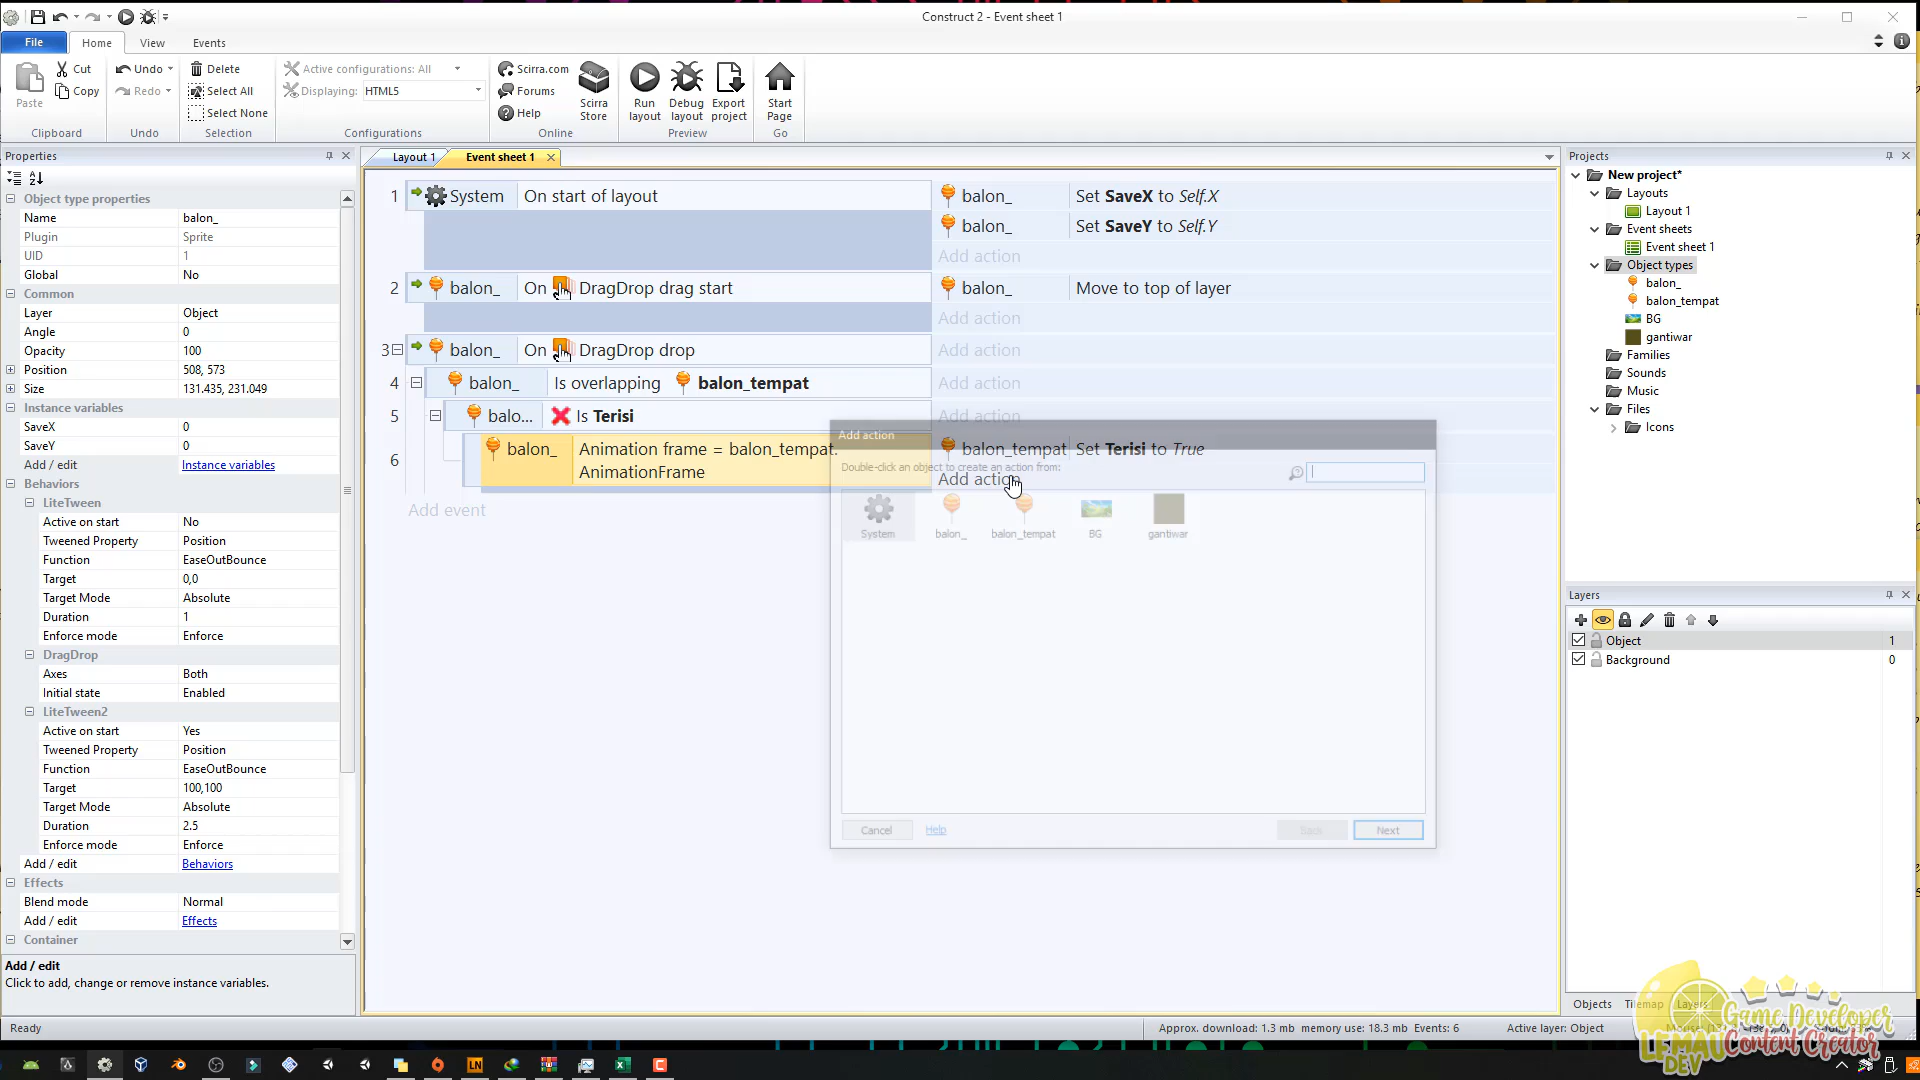 Construct 2 - Event sheet 1
File
Home
View
Events
Paste
Cut
Copy
Clipboard
Undo
Redo
Undo
Delete
Select All
Select None
Selection
Active configurations: All
Displaying: HTML5
Configurations
Scirra.com
Forums
Help
Scirra Store
Online
Run layout
Debug layout
Export project
Preview
Start Page
Go
Properties
Object type properties
Name balon_
Plugin Sprite
UID 1
Global No
Common
Layer Object
Angle 0
Opacity 100
Position 508, 573
Size 131.435, 231.049
Instance variables
SaveX 0
SaveY 0
Add / edit Instance variables
Behaviors
LiteTween
Active on start No
Tweened Property Position
Function EaseOutBounce
Target 0,0
Target Mode Absolute
Duration 1
Enforce mode Enforce
DragDrop
Axes Both
Initial state Enabled
LiteTween2
Active on start Yes
Tweened Property Position
Function EaseOutBounce
Target 100,100
Target Mode Absolute
Duration 2.5
Enforce mode Enforce
Add / edit Behaviors
Effects
Blend mode Normal
Add / edit Effects
Container
Add / edit
Click to add, change or remove instance variables.
Layout 1
Event sheet 1
1 System On start of layout balon_ Set SaveX to Self.X
balon_ Set SaveY to Self.Y
Add action
2 balon_ On DragDrop drag start balon_ Move to top of layer
Add action
3 balon_ On DragDrop drop Add action
4 balon_ Is overlapping balon_tempat Add action
5 balo... Is Terisi Add action
6 balon_ Animation frame = balon_tempat.
AnimationFrame
balon_tempat Set Terisi to True
Add action
Add event
Add action
Double-click an object to create an action from:
System
balon_
balon_tempat
BG
gantiwar
Cancel
Help
Back
Next
Projects
New project*
Layouts
Layout 1
Event sheets
Event sheet 1
Object types
balon_
balon_tempat
BG
gantiwar
Families
Sounds
Music
Files
Icons
Layers
Object 1
Background 0
Objects
Tilemap
Layers
Ready
Approx. download: 1.3 mb memory use: 18.3 mb Events: 6
Active layer: Object
Game Developer
Content Creator
LEMAU
DEV